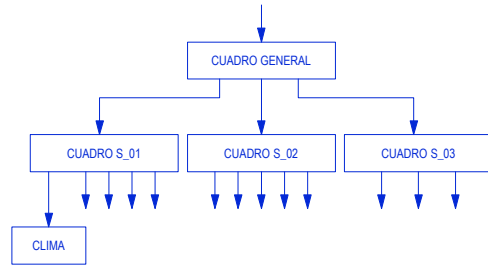 CUADRO GENERAL
CUADRO S_01
CUADRO S_02
CUADRO S_03
CLIMA